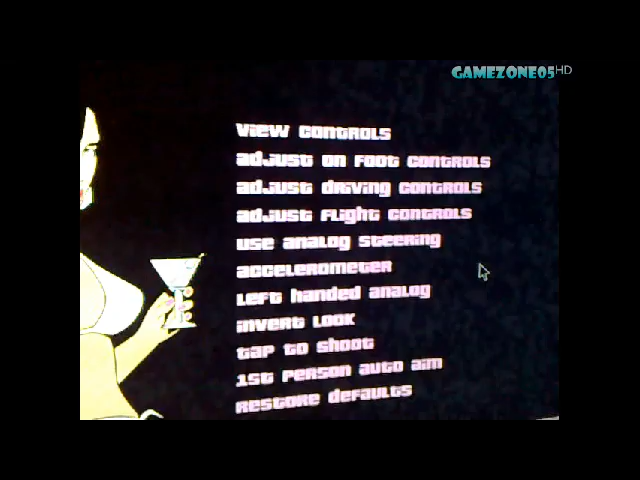 GAMEZONE05HD
view controls
adjust on foot controls
adjust driving controls
adjust flight controls
use analog steering
accelerometer
left handed analog
invert look
tap to shoot
1st person auto aim
restore defaults